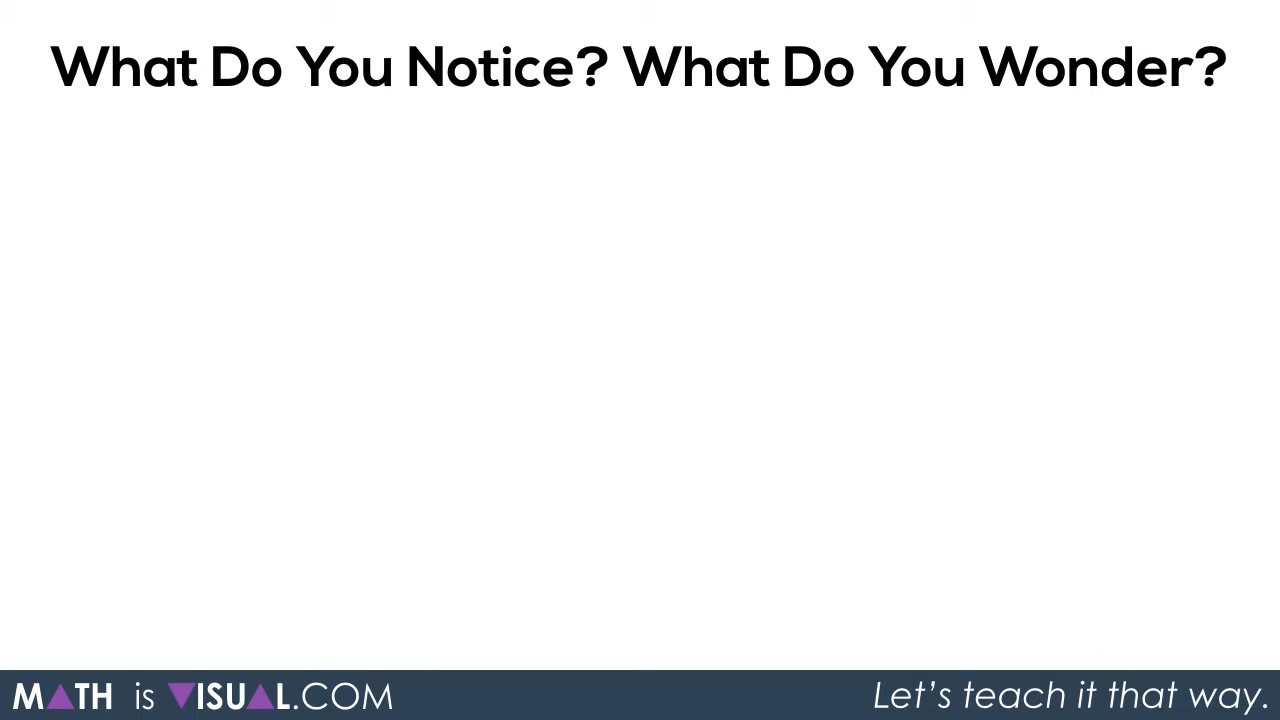 What Do You Notice? What Do You Wonder?
MATH is VISUAL.COM
Let's teach it that way.